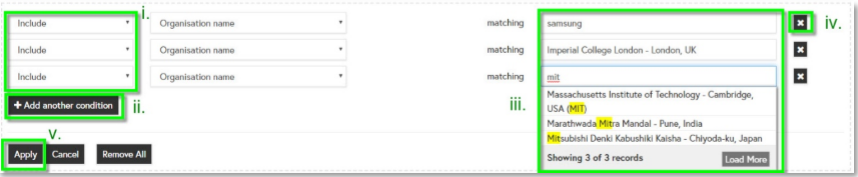 i.
Include Organisation name matching samsung iv.
Include Organisation name matching Imperial College London - London, UK
Include Organisation name matching mit
+ Add another condition ii. iii. Massachusetts Institute of Technology - Cambridge,
USA (MIT)
Marathwada Mitra Mandal - Pune, India
v. Mitsubishi Denki Kabushiki Kaisha - Chiyoda-ku, Japan
Apply Cancel Remove All Showing 3 of 3 records Load More